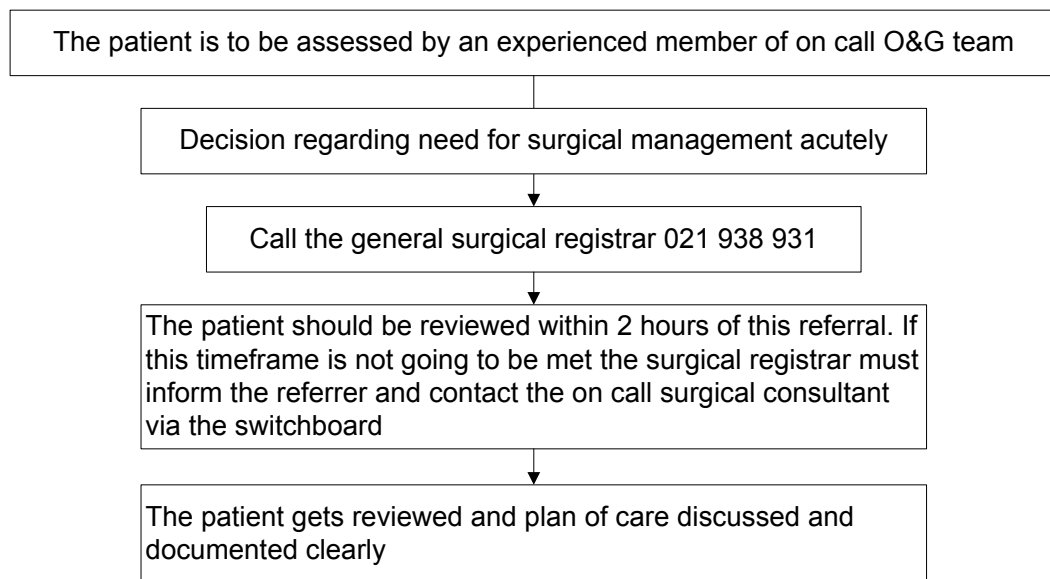 The patient is to be assessed by an experienced member of on call O&G team
Decision regarding need for surgical management acutely
Call the general surgical registrar 021 938 931
The patient should be reviewed within 2 hours of this referral. If
this timeframe is not going to be met the surgical registrar must
inform the referrer and contact the on call surgical consultant
via the switchboard
The patient gets reviewed and plan of care discussed and
documented clearly